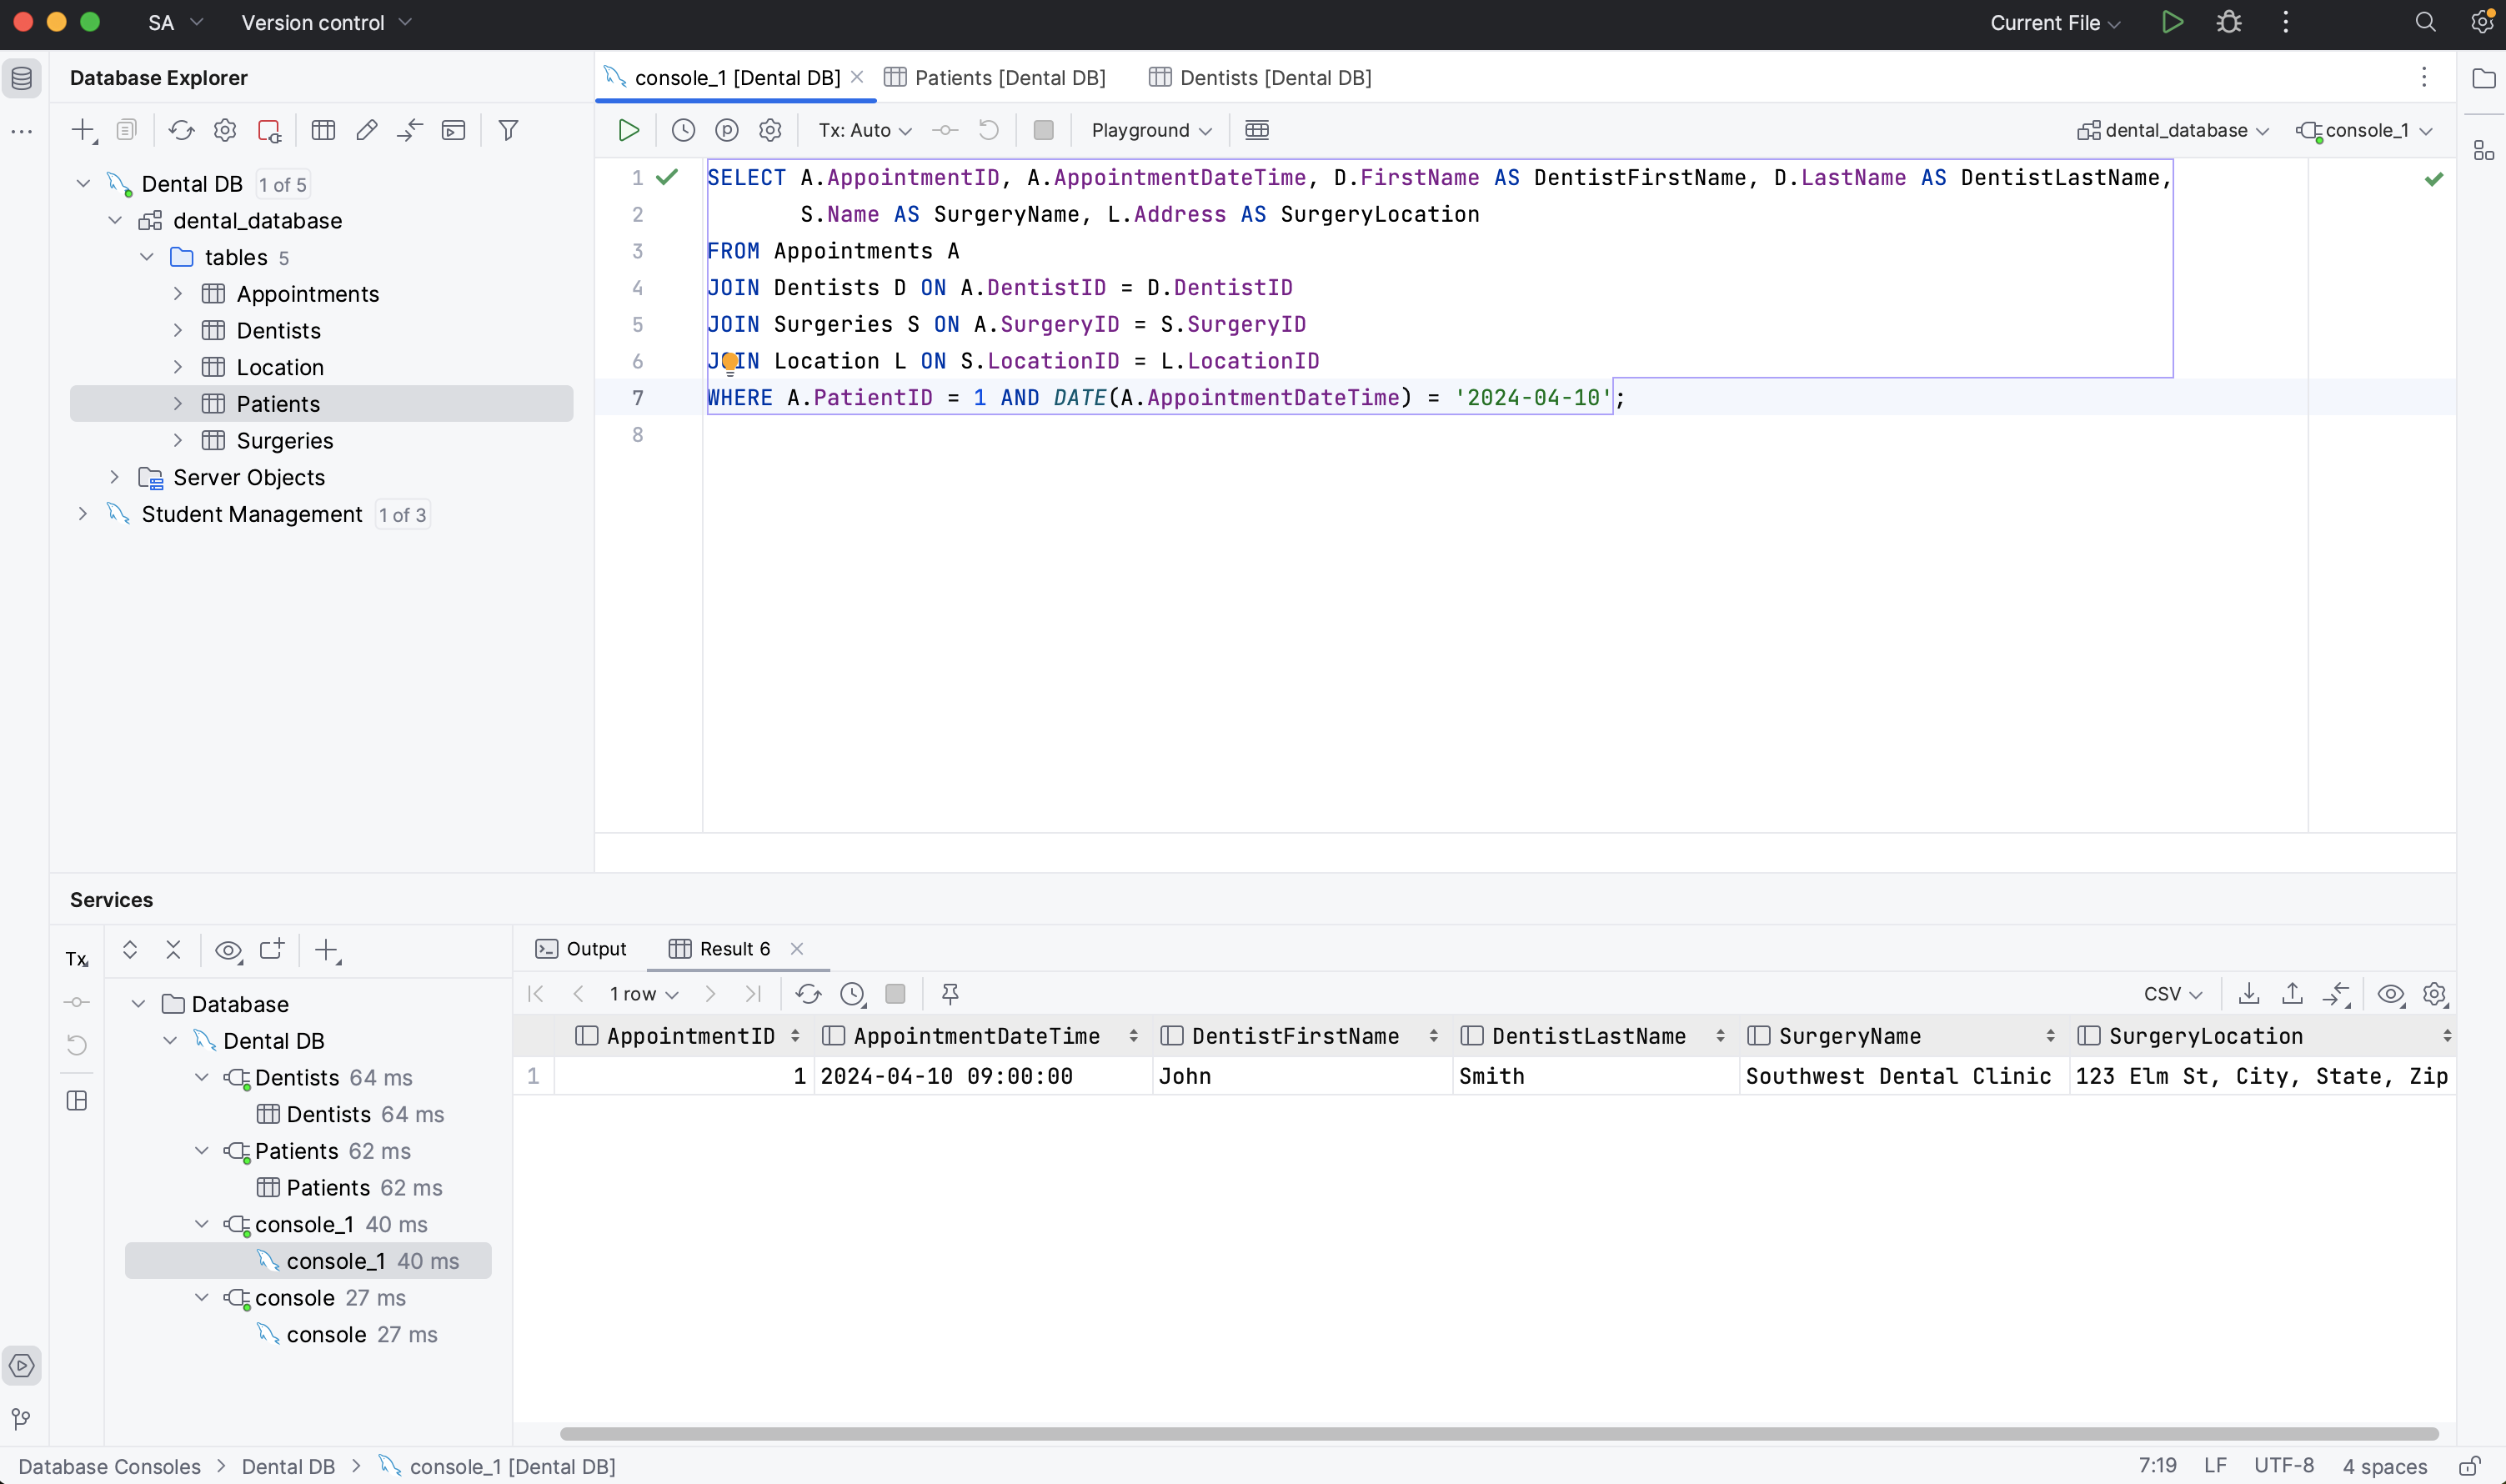 SA Version control Current File
Database Explorer
console_1 [Dental DB] Patients [Dental DB] Dentists [Dental DB]
Tx: Auto Playground dental_database console_1
Dental DB 1 of 5
dental_database
tables 5
Appointments
Dentists
Location
Patients
Surgeries
Server Objects
Student Management 1 of 3
1 SELECT A.AppointmentID, A.AppointmentDateTime, D.FirstName AS DentistFirstName, D.LastName AS DentistLastName,
2 S.Name AS SurgeryName, L.Address AS SurgeryLocation
3 FROM Appointments A
4 JOIN Dentists D ON A.DentistID = D.DentistID
5 JOIN Surgeries S ON A.SurgeryID = S.SurgeryID
6 JOIN Location L ON S.LocationID = L.LocationID
7 WHERE A.PatientID = 1 AND DATE(A.AppointmentDateTime) = '2024-04-10';
8
Services
Tx
Database
Dental DB
Dentists 64 ms
Dentists 64 ms
Patients 62 ms
Patients 62 ms
console_1 40 ms
console_1 40 ms
console 27 ms
console 27 ms
Output Result 6
1 row CSV
AppointmentID AppointmentDateTime DentistFirstName DentistLastName SurgeryName SurgeryLocation
1 1 2024-04-10 09:00:00 John Smith Southwest Dental Clinic 123 Elm St, City, State, Zip
Database Consoles > Dental DB > console_1 [Dental DB] 7:19 LF UTF-8 4 spaces